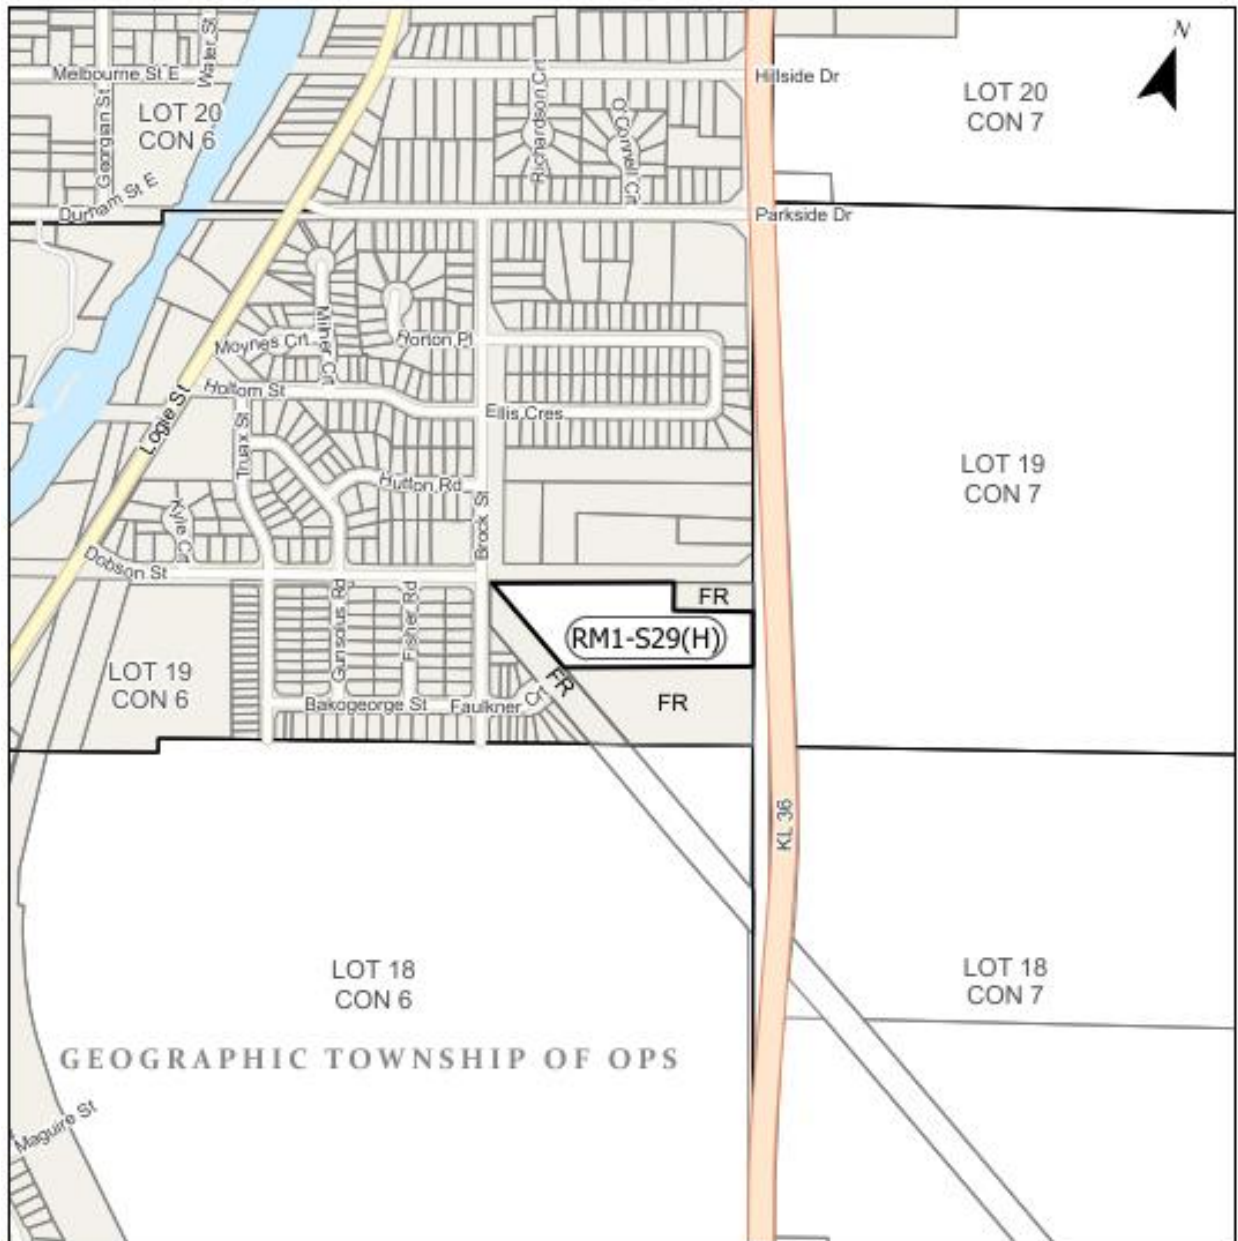 N
Melbourne St E
Water St
Hillside Dr
LOT 20
CON 7
LOT 20
CON 6
Georgian St
Richardson Crt
O'Connell Crt
Durham St E
Parkside Dr
Milner Crt
Moynes Crt
Horton Pl
Holtom St
Ellis Cres
Logie St
Truax St
LOT 19
CON 7
Hutton Rd
Kyle Crt
Brock St
Dobson St
Gunsolus Rd
Fisher Rd
FR
RM1-S29(H)
LOT 19
CON 6
FR
FR
Bakogeorge St
Faulkner Crt
KL 36
LOT 18
CON 6
LOT 18
CON 7
GEOGRAPHIC TOWNSHIP OF OPS
Maguire St